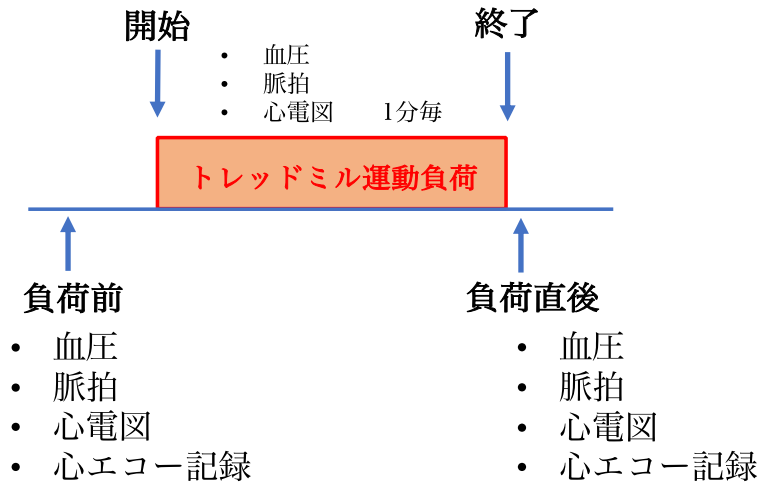 開始
終了
• 血圧
• 脈拍
• 心電図 1分毎
トレッドミル運動負荷
負荷前
• 血圧
• 脈拍
• 心電図
• 心エコー記録
負荷直後
• 血圧
• 脈拍
• 心電図
• 心エコー記録